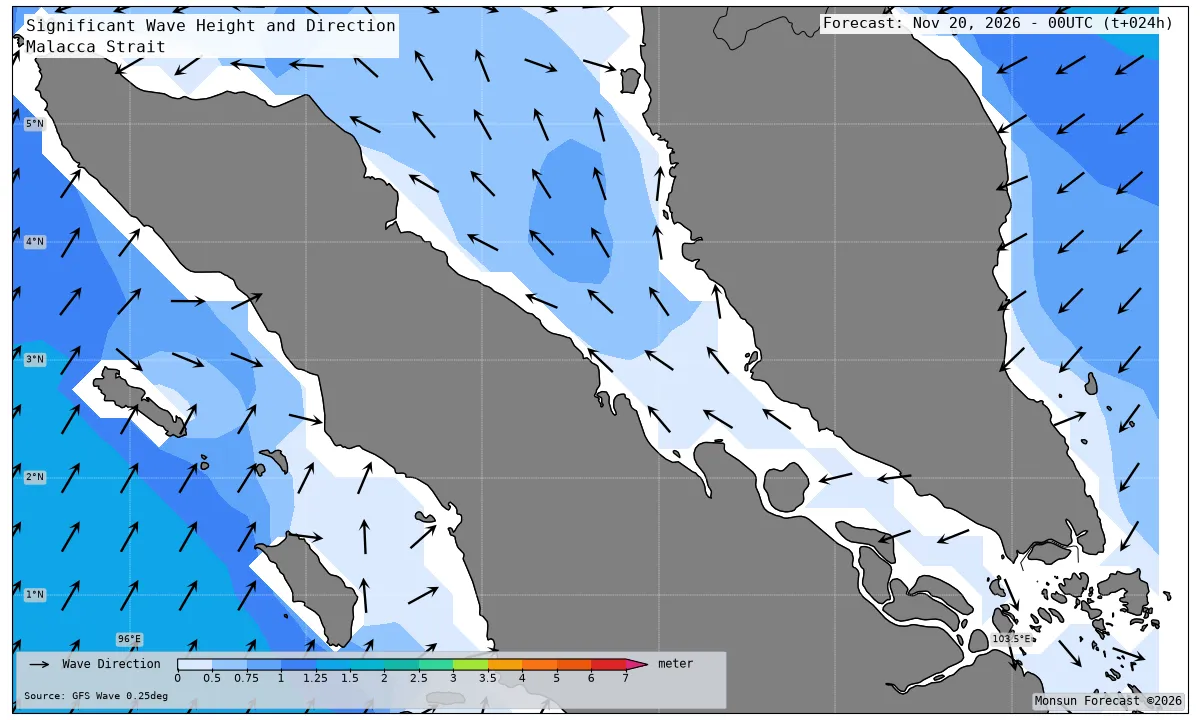 Significant Wave Height and Direction
Malacca Strait
Forecast: Nov 20, 2026 - 00UTC (t+024h)
5°N
4°N
3°N
2°N
1°N
96°E
103.5°E
Wave Direction
meter
0 0.5 0.75 1 1.25 1.5 2 2.5 3 3.5 4 5 6 7
Source: GFS Wave 0.25deg
Monsun Forecast ©2026